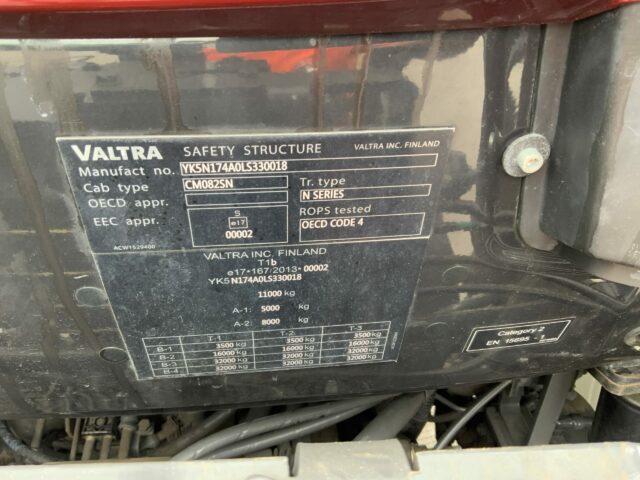 VALTRA SAFETY STRUCTURE VALTRA INC. FINLAND
Manufact no. YK5N174A0LS330018
Cab type CM082SN Tr. type
OECD appr. N SERIES
EEC appr. S ROPS tested
e17 OECD CODE 4
00002
ACW1529400
VALTRA INC. FINLAND
T1b
e17*167/2013*00002
YK5N174A0LS330018
11000 kg
A-1: 5000 kg
A-2: 8000 kg
T-1 T-2 T-3
B-1 3500 kg 3500 kg 3500 kg
B-2 16000 kg 16000 kg 16000 kg
B-3 32000 kg 32000 kg 32000 kg
B-4 32000 kg 32000 kg 32000 kg
Category 2
EN 15695 - 1